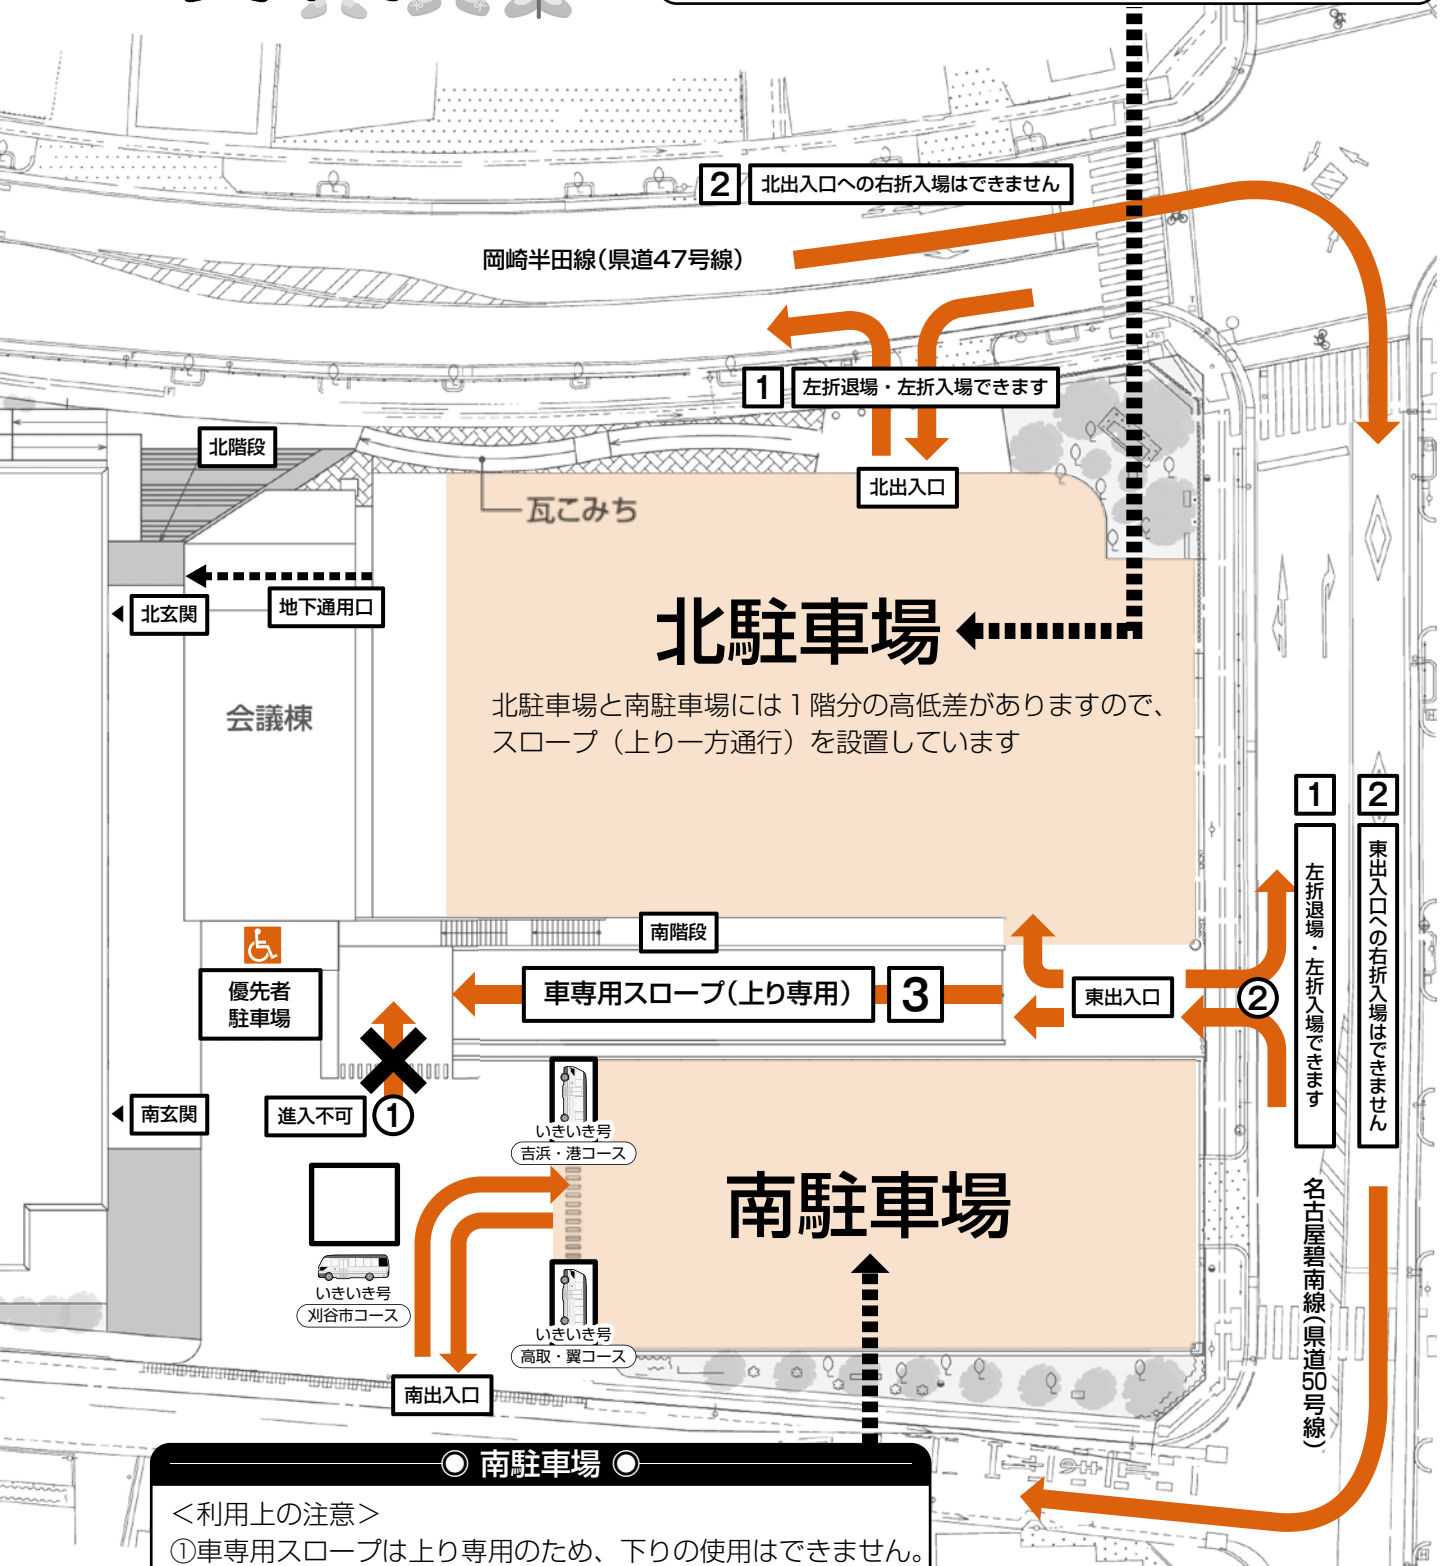 2 北出入口への右折入場はできません
岡崎半田線(県道47号線)
1 左折退場・左折入場できます
北階段
北出入口
瓦こみち
地下通用口
北玄関
北駐車場
北駐車場と南駐車場には1階分の高低差がありますので、
スロープ(上り一方通行)を設置しています
会議棟
1
左折退場・左折入場できます
2
東出入口への右折入場はできません
南階段
優先者
駐車場
車専用スロープ(上り専用) 3
東出入口
②
南玄関
進入不可 ①
いきいき号
吉浜・港コース
南駐車場
名古屋碧南線(県道50号線)
いきいき号
刈谷市コース
いきいき号
高取・翼コース
南出入口
◎ 南駐車場 ◎
<利用上の注意>
①車専用スロープは上り専用のため、下りの使用はできません。